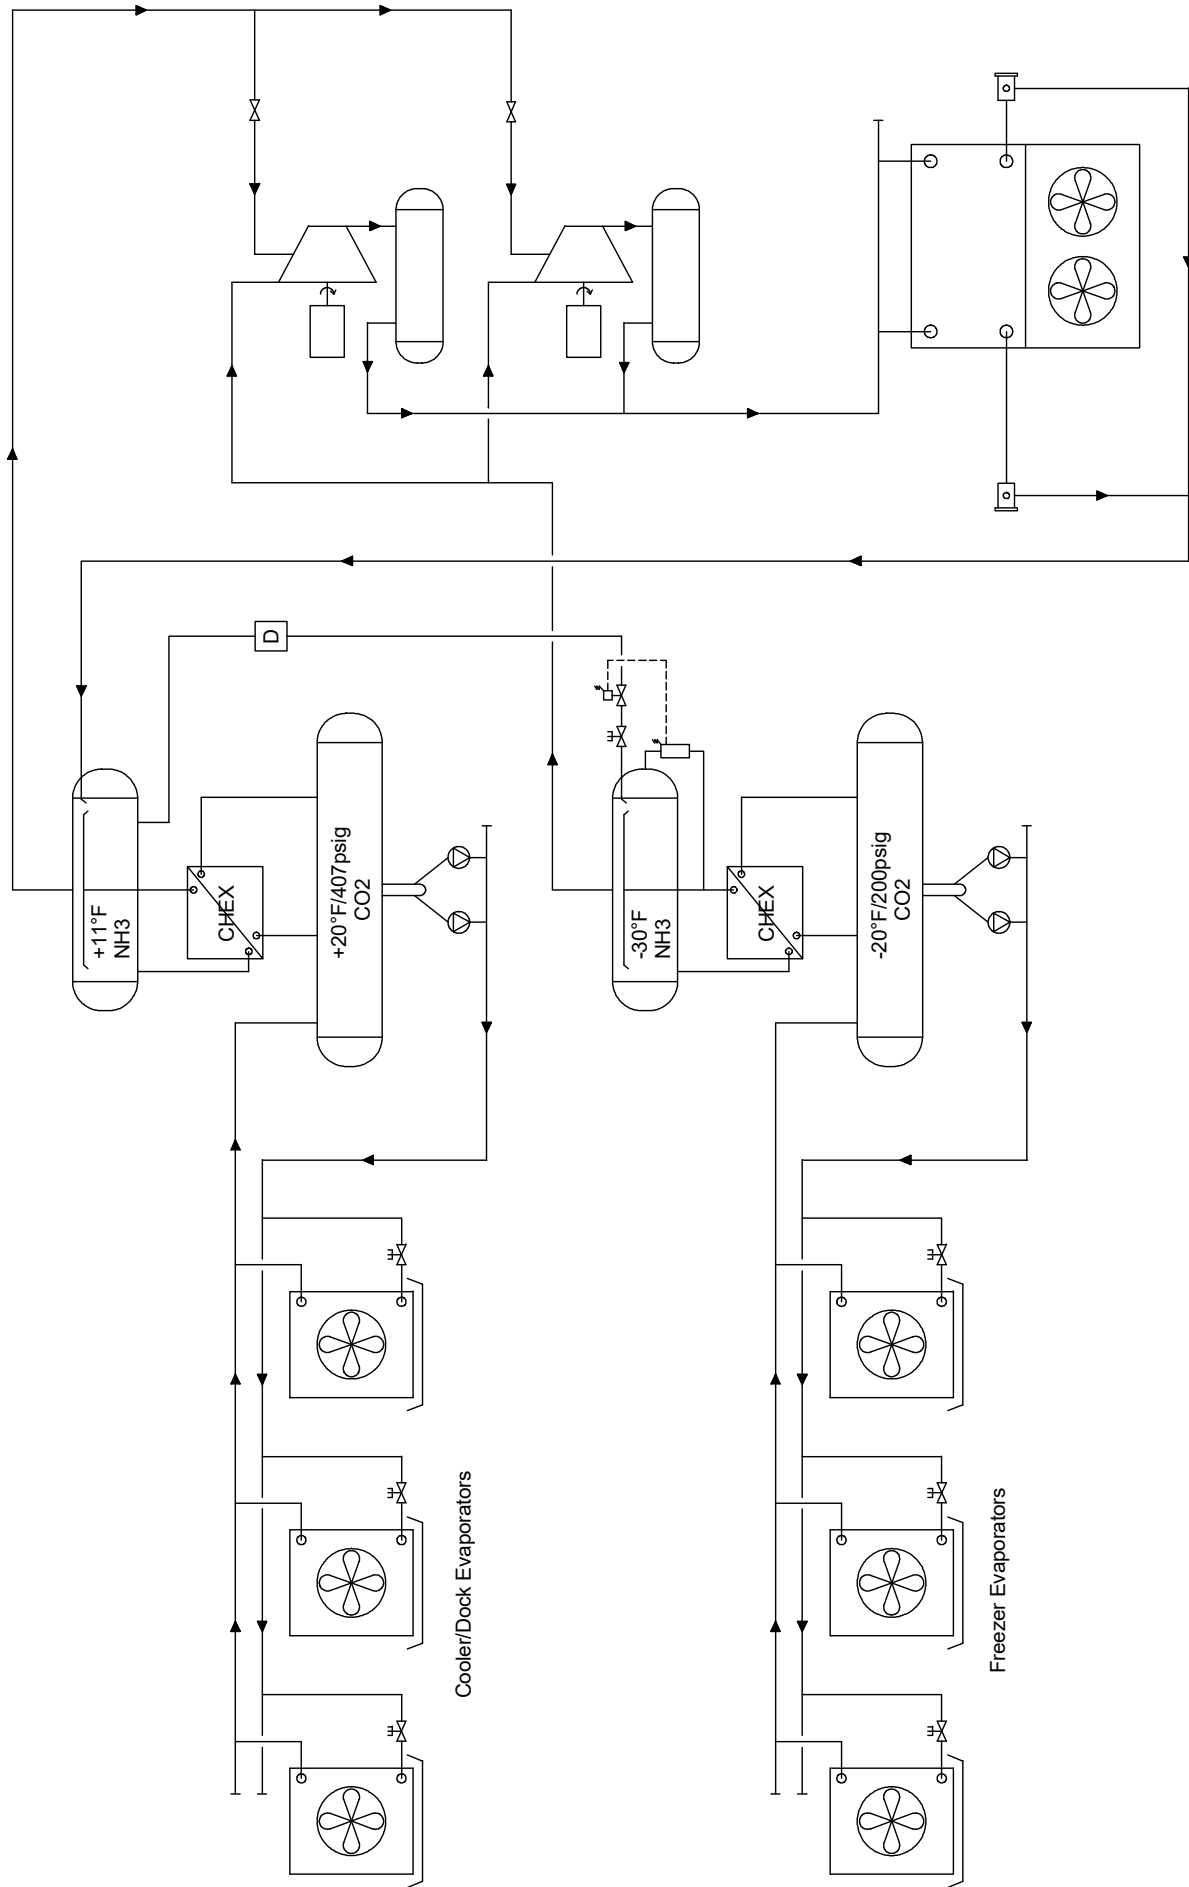 D
+11°F
NH3
CHEX
+20°F/407psig
CO2
-30°F
NH3
CHEX
-20°F/200psig
CO2
Cooler/Dock Evaporators
Freezer Evaporators